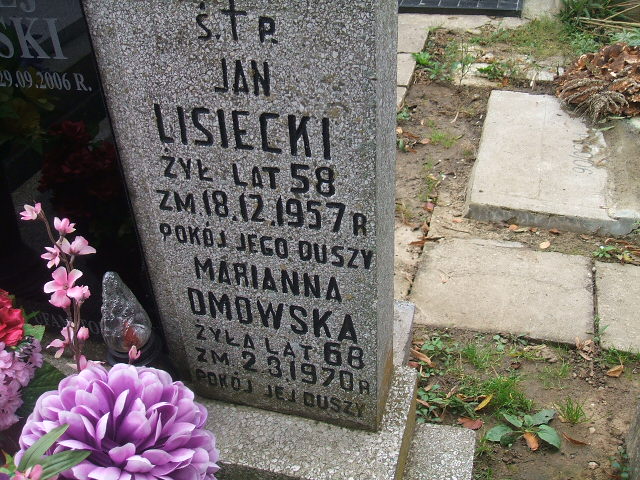 Ś.†P.
JAN
LISIECKI
ŻYŁ LAT 58
ZM.18.12.1957 R
POKÓJ JEGO DUSZY
MARIANNA
DMOWSKA
ŻYŁA LAT 68
ZM. 2 3 1970 R
POKÓJ JEJ DUSZY
SKI
29.09.2006 R.